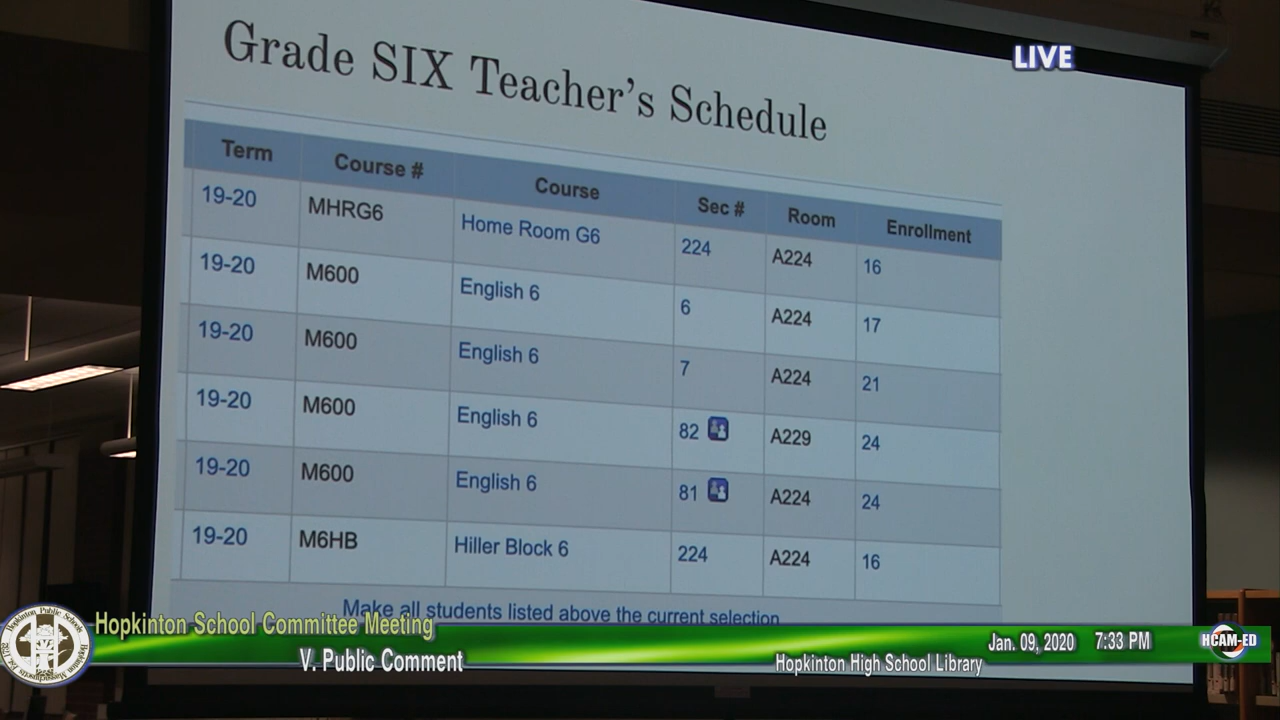 Grade SIX Teacher's Schedule
LIVE
Term Course # Course Sec # Room Enrollment
19-20 MHRG6 Home Room G6 224 A224 16
19-20 M600 English 6 6 A224 17
19-20 M600 English 6 7 A224 21
19-20 M600 English 6 82 A229 24
19-20 M600 English 6 81 A224 24
19-20 M6HB Hiller Block 6 224 A224 16
Make all students listed above the current selection
Hopkinton School Committee Meeting
V. Public Comment
Hopkinton High School Library
Jan. 09, 2020 7:33 PM
HCAM-ED
Hopkinton Public Schools